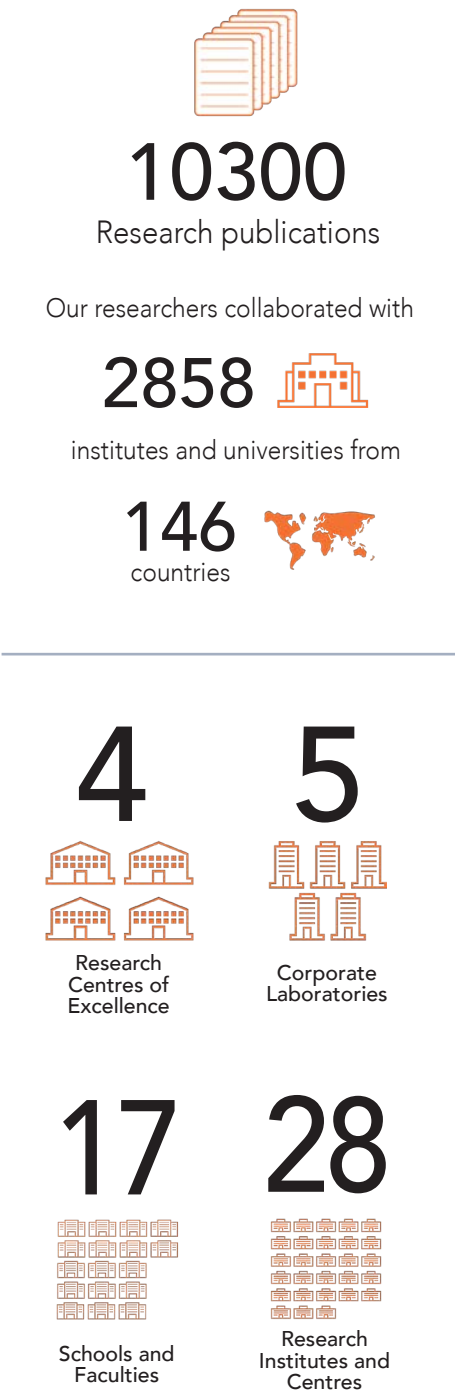 10300
Research publications
Our researchers collaborated with
2858
institutes and universities from
146
countries
4
Research
Centres of
Excellence
5
Corporate
Laboratories
17
Schools and
Faculties
28
Research
Institutes and
Centres